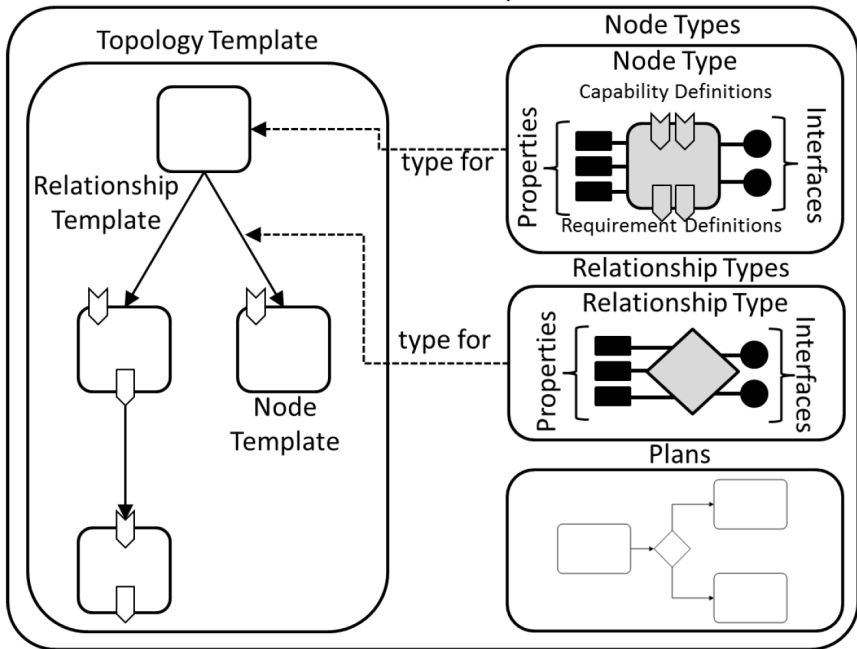 Topology Template
Relationship
Template
Node
Template
type for
type for
Node Types
Node Type
Capability Definitions
Properties
Interfaces
Requirement Definitions
Relationship Types
Relationship Type
Properties
Interfaces
Plans